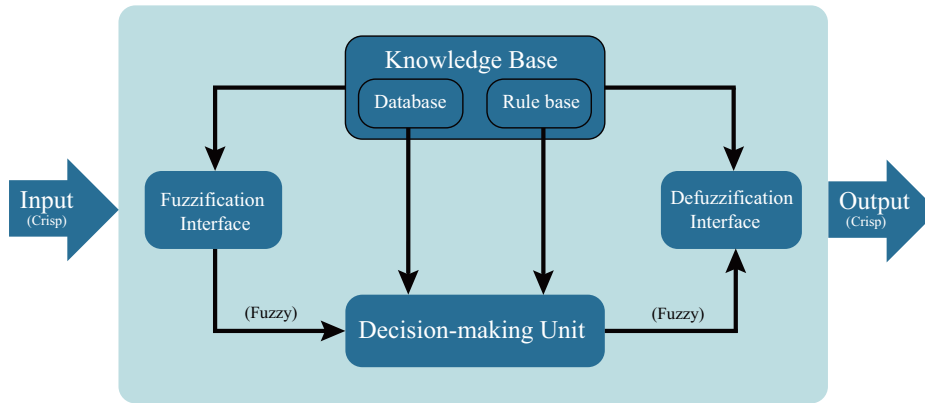 Knowledge Base
Database
Rule base
Input
(Crisp)
Fuzzification
Interface
Defuzzification
Interface
Output
(Crisp)
(Fuzzy)
Decision-making Unit
(Fuzzy)